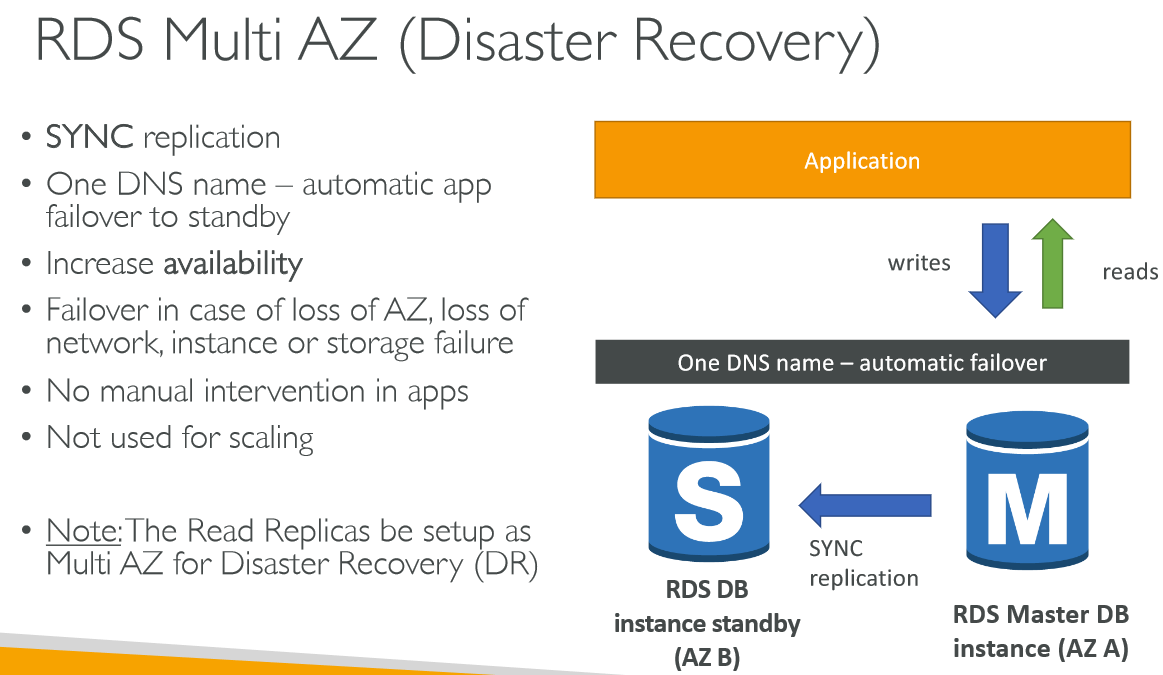 RDS Multi AZ (Disaster Recovery)
• SYNC replication
• One DNS name – automatic app
failover to standby
• Increase availability
• Failover in case of loss of AZ, loss of
network, instance or storage failure
• No manual intervention in apps
• Not used for scaling
• Note: The Read Replicas be setup as
Multi AZ for Disaster Recovery (DR)
Application
writes
reads
One DNS name – automatic failover
S
M
SYNC
replication
RDS DB
instance standby
(AZ B)
RDS Master DB
instance (AZ A)